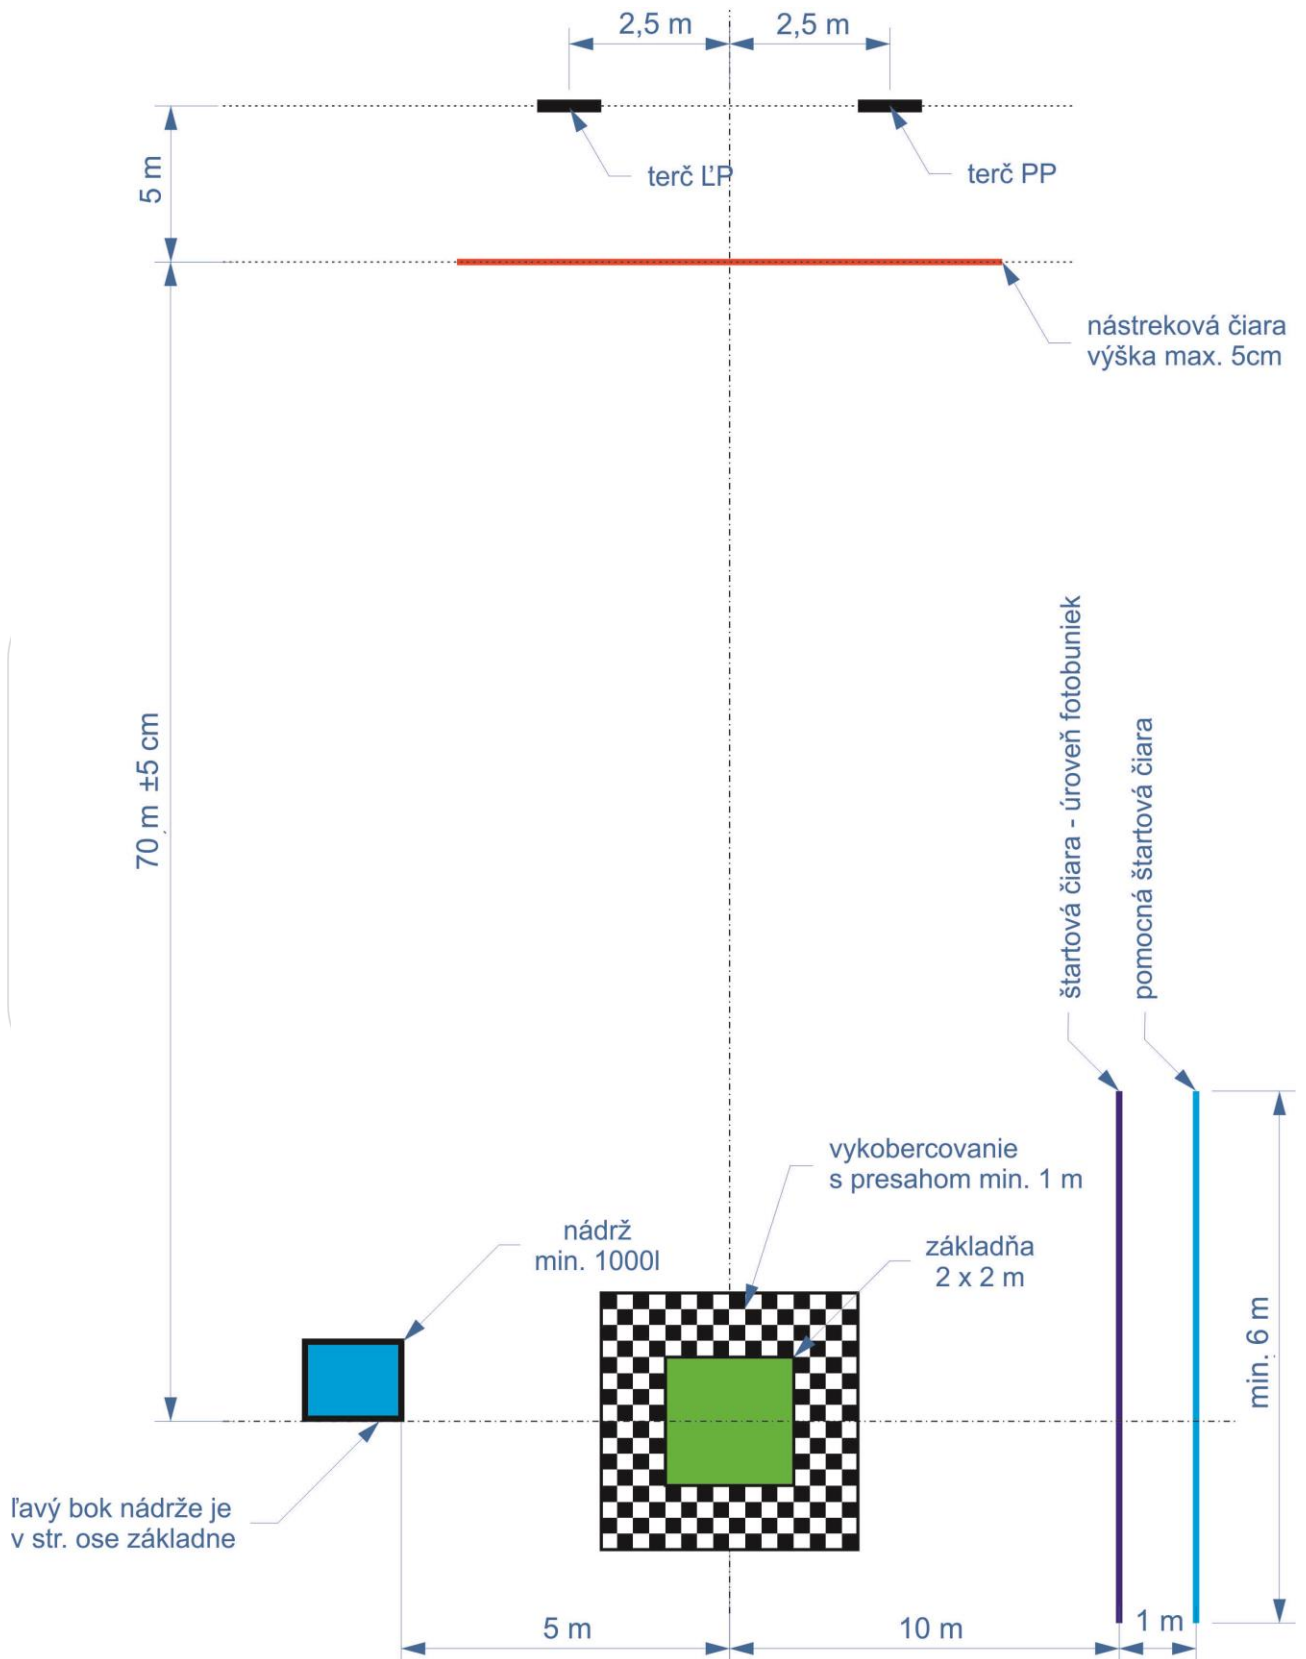 2,5 m
2,5 m
5 m
terč ĽP
terč PP
nástreková čiara
výška max. 5cm
70 m ±5 cm
štartová čiara - úroveň fotobuniek
pomocná štartová čiara
vykobercovanie
s presahom min. 1 m
nádrž
min. 1000l
základňa
2 x 2 m
min. 6 m
ľavý bok nádrže je
v str. ose základne
5 m
10 m
1 m